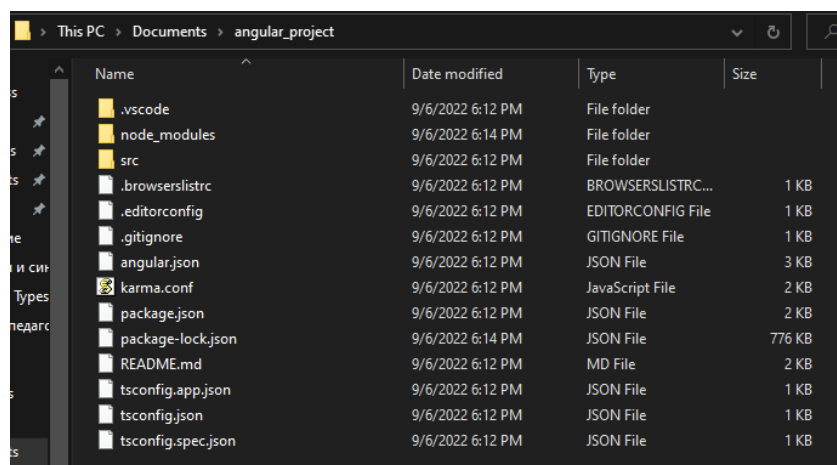 This PC > Documents > angular_project
Name Date modified Type Size
.vscode 9/6/2022 6:12 PM File folder
node_modules 9/6/2022 6:14 PM File folder
src 9/6/2022 6:12 PM File folder
.browserslistrc 9/6/2022 6:12 PM BROWSERSLISTRC... 1 KB
.editorconfig 9/6/2022 6:12 PM EDITORCONFIG File 1 KB
.gitignore 9/6/2022 6:12 PM GITIGNORE File 1 KB
angular.json 9/6/2022 6:12 PM JSON File 3 KB
karma.conf 9/6/2022 6:12 PM JavaScript File 2 KB
package.json 9/6/2022 6:12 PM JSON File 2 KB
package-lock.json 9/6/2022 6:14 PM JSON File 776 KB
README.md 9/6/2022 6:12 PM MD File 2 KB
tsconfig.app.json 9/6/2022 6:12 PM JSON File 1 KB
tsconfig.json 9/6/2022 6:12 PM JSON File 1 KB
tsconfig.spec.json 9/6/2022 6:12 PM JSON File 1 KB
и син
Types
педаго